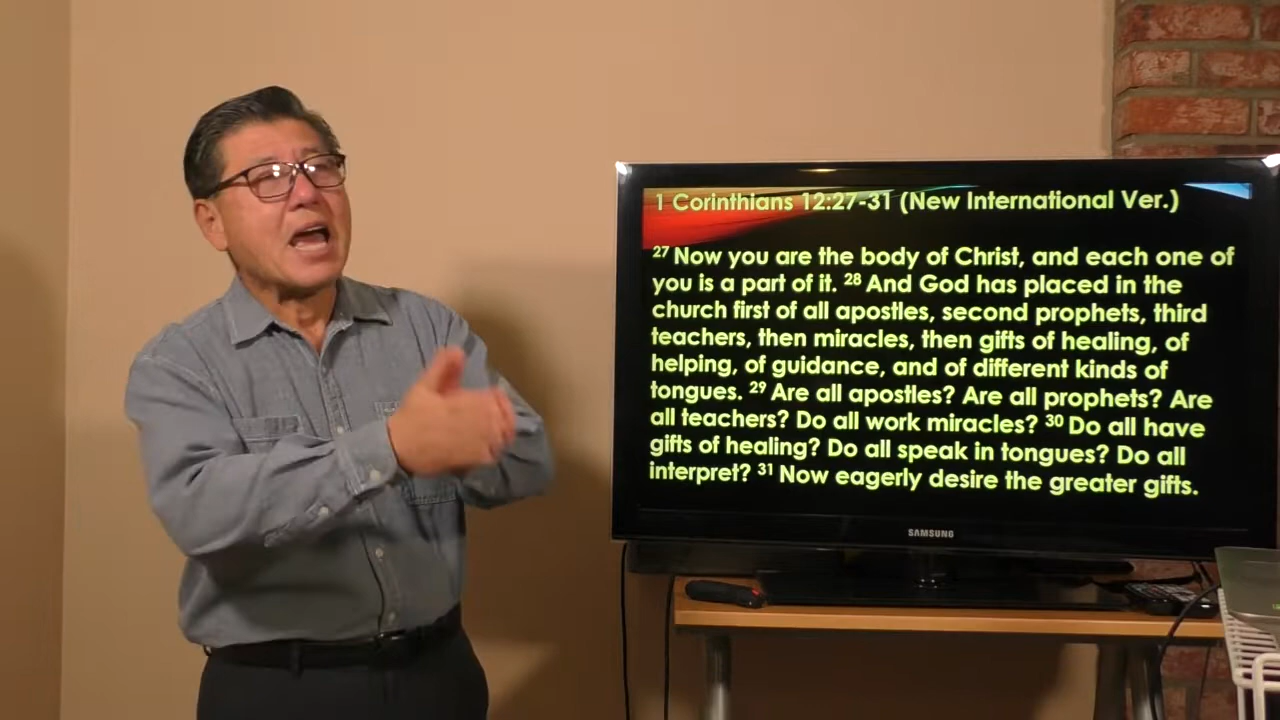 1 Corinthians 12:27-31 (New International Ver.)
27 Now you are the body of Christ, and each one of
you is a part of it. 28 And God has placed in the
church first of all apostles, second prophets, third
teachers, then miracles, then gifts of healing, of
helping, of guidance, and of different kinds of
tongues. 29 Are all apostles? Are all prophets? Are
all teachers? Do all work miracles? 30 Do all have
gifts of healing? Do all speak in tongues? Do all
interpret? 31 Now eagerly desire the greater gifts.
SAMSUNG